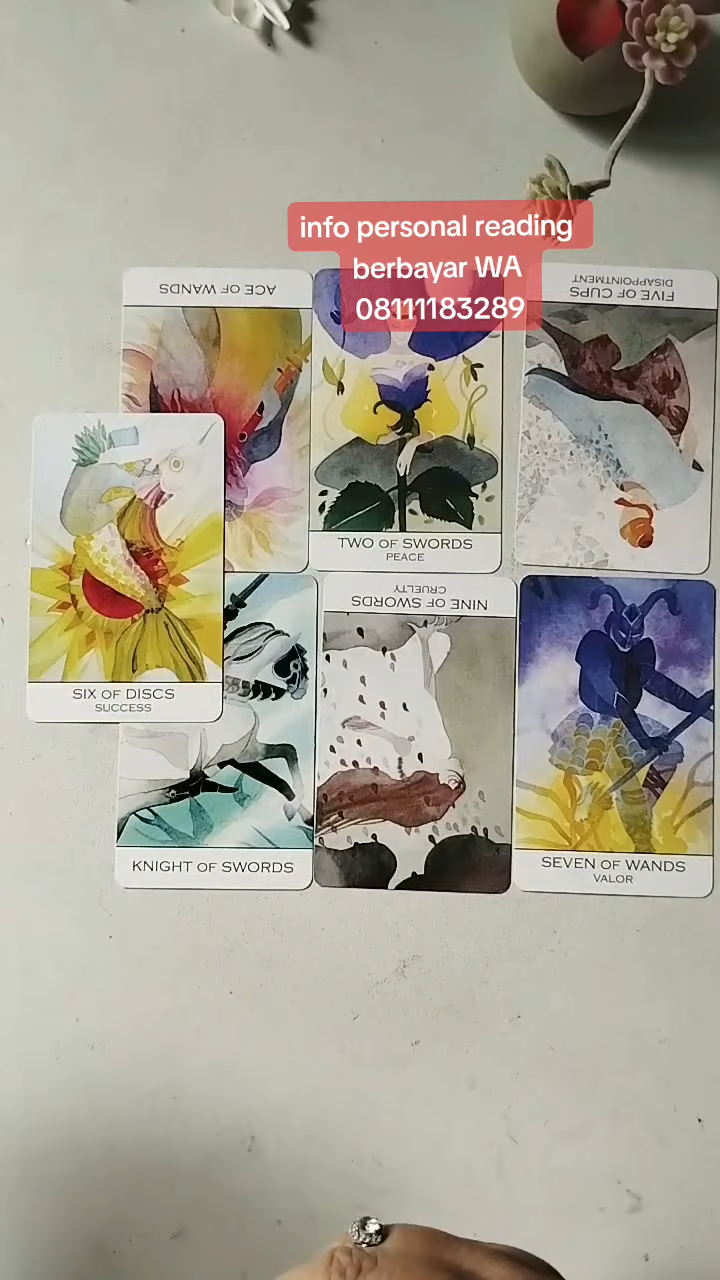 info personal reading
berbayar WA
08111183289
ACE OF WANDS
FIVE OF CUPS
DISAPPOINTMENT
TWO OF SWORDS
PEACE
SIX OF DISCS
SUCCESS
NINE OF SWORDS
CRUELTY
KNIGHT OF SWORDS
SEVEN OF WANDS
VALOR